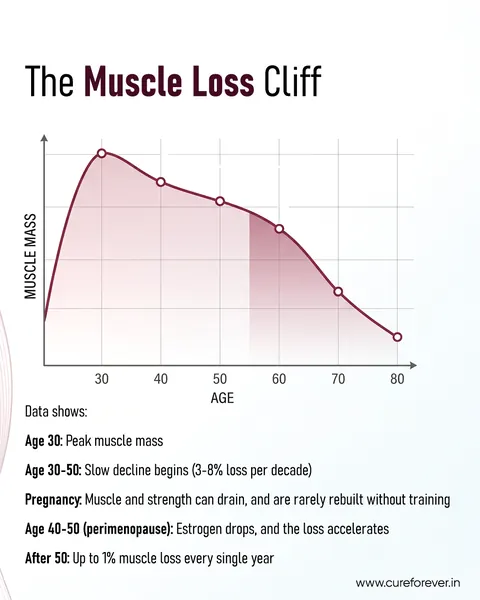 The Muscle Loss Cliff
MUSCLE MASS
30 40 50 60 70 80
AGE
Data shows:
Age 30: Peak muscle mass
Age 30-50: Slow decline begins (3-8% loss per decade)
Pregnancy: Muscle and strength can drain, and are rarely rebuilt without training
Age 40-50 (perimenopause): Estrogen drops, and the loss accelerates
After 50: Up to 1% muscle loss every single year
www.cureforever.in